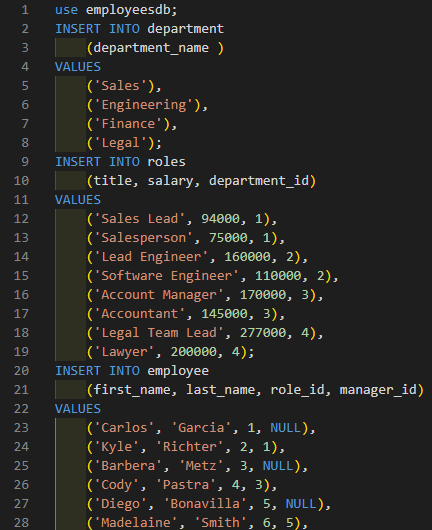 1 use employeesdb;
2 INSERT INTO department
3     (department_name )
4 VALUES
5     ('Sales'),
6     ('Engineering'),
7     ('Finance'),
8     ('Legal');
9 INSERT INTO roles
10     (title, salary, department_id)
11 VALUES
12     ('Sales Lead', 94000, 1),
13     ('Salesperson', 75000, 1),
14     ('Lead Engineer', 160000, 2),
15     ('Software Engineer', 110000, 2),
16     ('Account Manager', 170000, 3),
17     ('Accountant', 145000, 3),
18     ('Legal Team Lead', 277000, 4),
19     ('Lawyer', 200000, 4);
20 INSERT INTO employee
21     (first_name, last_name, role_id, manager_id)
22 VALUES
23     ('Carlos', 'Garcia', 1, NULL),
24     ('Kyle', 'Richter', 2, 1),
25     ('Barbera', 'Metz', 3, NULL),
26     ('Cody', 'Pastra', 4, 3),
27     ('Diego', 'Bonavilla', 5, NULL),
28     ('Madelaine', 'Smith', 6, 5),